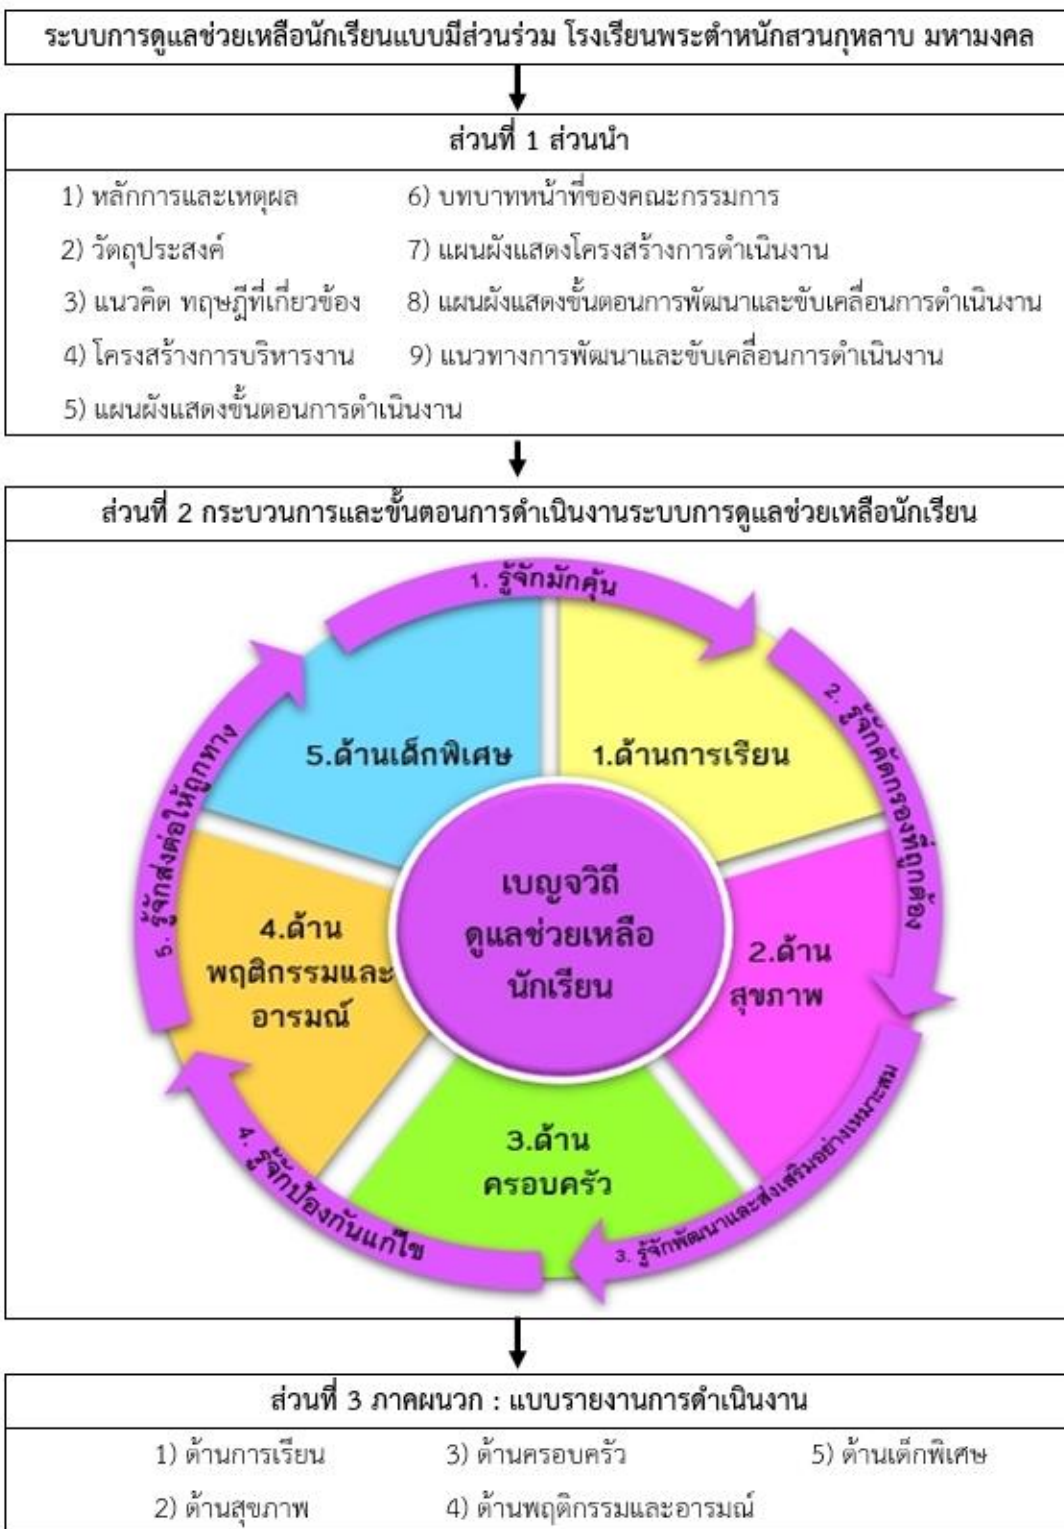 ระบบการดูแลช่วยเหลือนักเรียนแบบมีส่วนร่วม โรงเรียนพระตำหนักสวนกุหลาบ มหามงคล
ส่วนที่ 1 ส่วนนำ
1) หลักการและเหตุผล
6) บทบาทหน้าที่ของคณะกรรมการ
2) วัตถุประสงค์
7) แผนผังแสดงโครงสร้างการดำเนินงาน
3) แนวคิด ทฤษฎีที่เกี่ยวข้อง
8) แผนผังแสดงขั้นตอนการพัฒนาและขับเคลื่อนการดำเนินงาน
4) โครงสร้างการบริหารงาน
9) แนวทางการพัฒนาและขับเคลื่อนการดำเนินงาน
5) แผนผังแสดงขั้นตอนการดำเนินงาน
ส่วนที่ 2 กระบวนการและขั้นตอนการดำเนินงานระบบการดูแลช่วยเหลือนักเรียน
1. รู้จักมักคุ้น
2. รู้จักคัดกรองที่ถูกต้อง
3. รู้จักพัฒนาและส่งเสริมอย่างเหมาะสม
4. รู้จักป้องกันแก้ไข
5. รู้จักส่งต่อให้ถูกทาง
1.ด้านการเรียน
2.ด้าน
สุขภาพ
3.ด้าน
ครอบครัว
4.ด้าน
พฤติกรรมและ
อารมณ์
5.ด้านเด็กพิเศษ
เบญจวิถี
ดูแลช่วยเหลือ
นักเรียน
ส่วนที่ 3 ภาคผนวก : แบบรายงานการดำเนินงาน
1) ด้านการเรียน
3) ด้านครอบครัว
5) ด้านเด็กพิเศษ
2) ด้านสุขภาพ
4) ด้านพฤติกรรมและอารมณ์